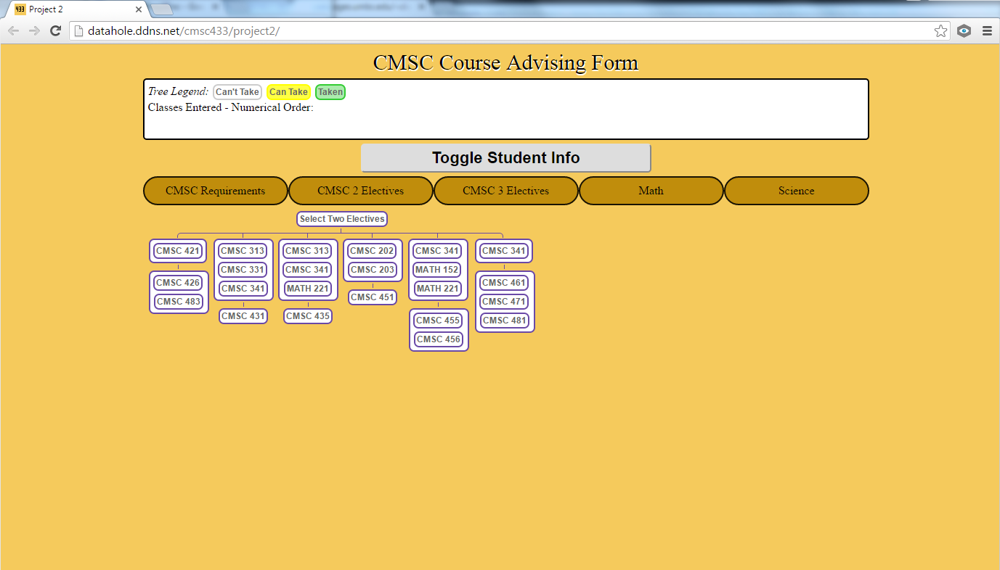 433 Project 2
datahole.ddns.net/cmsc433/project2/
CMSC Course Advising Form
Tree Legend: Can't Take Can Take Taken
Classes Entered - Numerical Order:
Toggle Student Info
CMSC Requirements CMSC 2 Electives CMSC 3 Electives Math Science
Select Two Electives
CMSC 421 CMSC 313 CMSC 313 CMSC 202 CMSC 341 CMSC 341
CMSC 331 CMSC 341 CMSC 203 MATH 152
CMSC 426 CMSC 461
CMSC 341 MATH 221 MATH 221
CMSC 483 CMSC 451 CMSC 471
CMSC 431 CMSC 435
CMSC 455 CMSC 481
CMSC 456